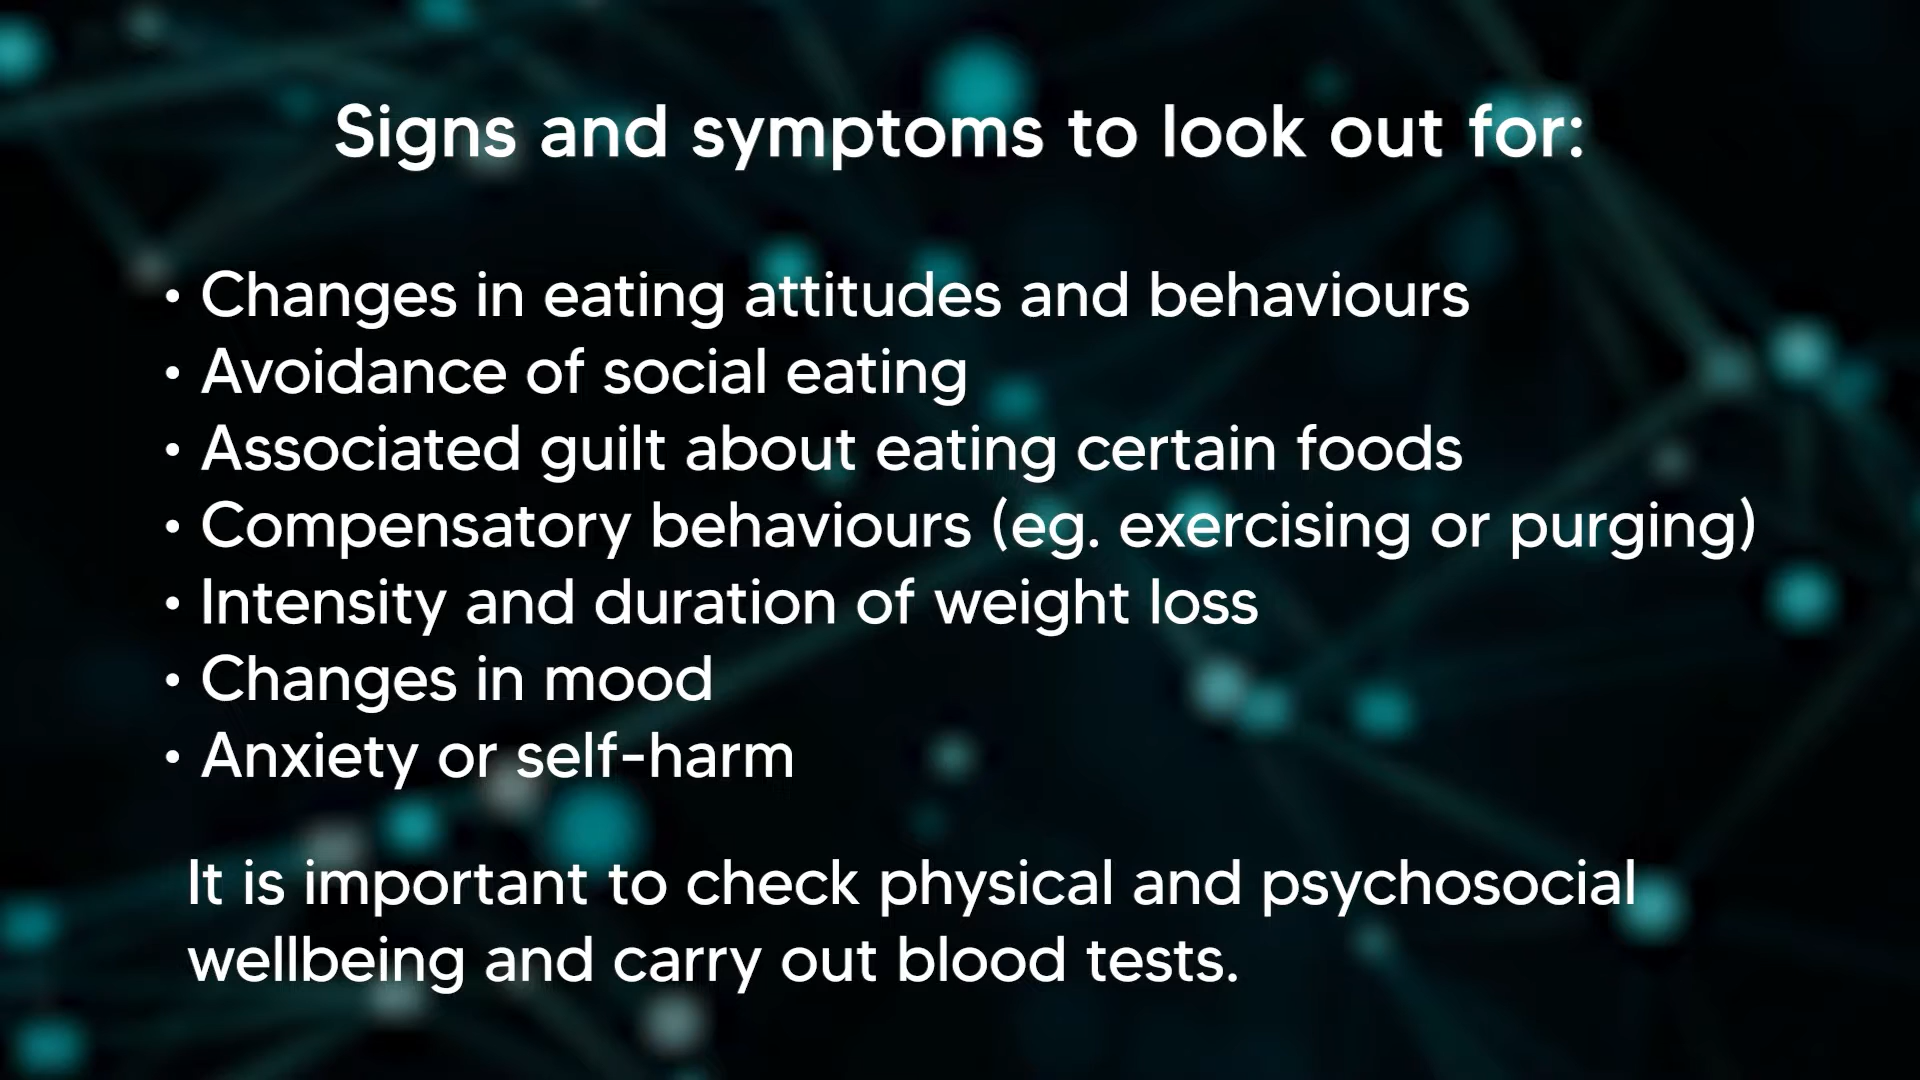 Signs and symptoms to look out for:
• Changes in eating attitudes and behaviours
• Avoidance of social eating
• Associated guilt about eating certain foods
• Compensatory behaviours (eg. exercising or purging)
• Intensity and duration of weight loss
• Changes in mood
• Anxiety or self-harm
It is important to check physical and psychosocial
wellbeing and carry out blood tests.